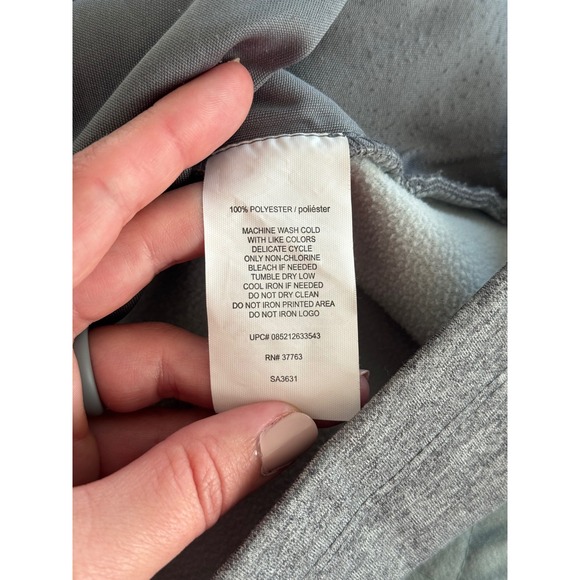 100% POLYESTER / poliéster
MACHINE WASH COLD
WITH LIKE COLORS
DELICATE CYCLE
ONLY NON-CHLORINE
BLEACH IF NEEDED
TUMBLE DRY LOW
COOL IRON IF NEEDED
DO NOT DRY CLEAN
DO NOT IRON PRINTED AREA
DO NOT IRON LOGO
UPC# 085212633543
RN# 37763
SA3631